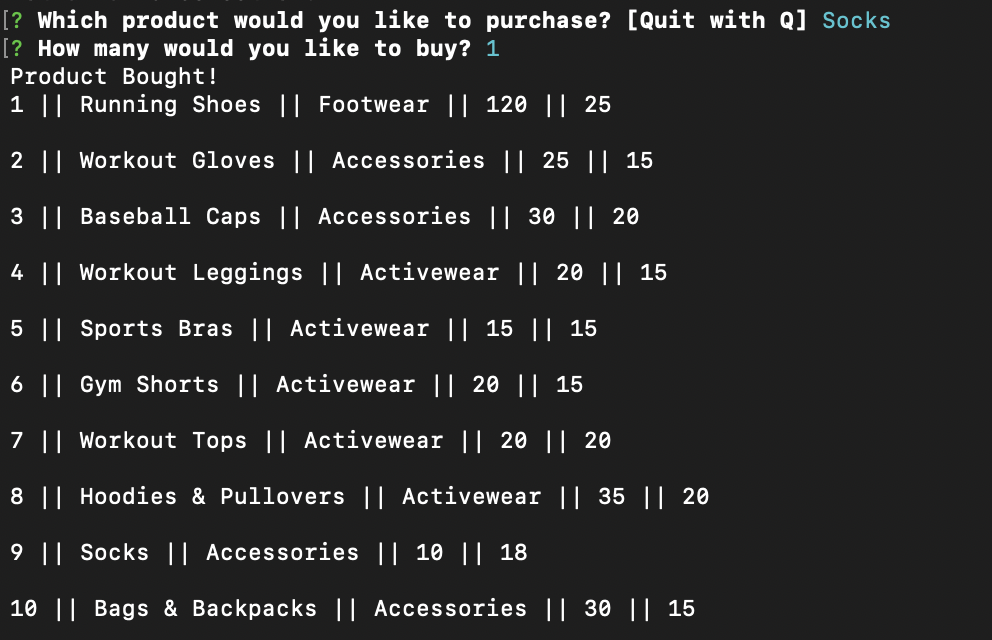 [? Which product would you like to purchase? [Quit with Q] Socks
[? How many would you like to buy? 1
Product Bought!
1 || Running Shoes || Footwear || 120 || 25
2 || Workout Gloves || Accessories || 25 || 15
3 || Baseball Caps || Accessories || 30 || 20
4 || Workout Leggings || Activewear || 20 || 15
5 || Sports Bras || Activewear || 15 || 15
6 || Gym Shorts || Activewear || 20 || 15
7 || Workout Tops || Activewear || 20 || 20
8 || Hoodies & Pullovers || Activewear || 35 || 20
9 || Socks || Accessories || 10 || 18
10 || Bags & Backpacks || Accessories || 30 || 15